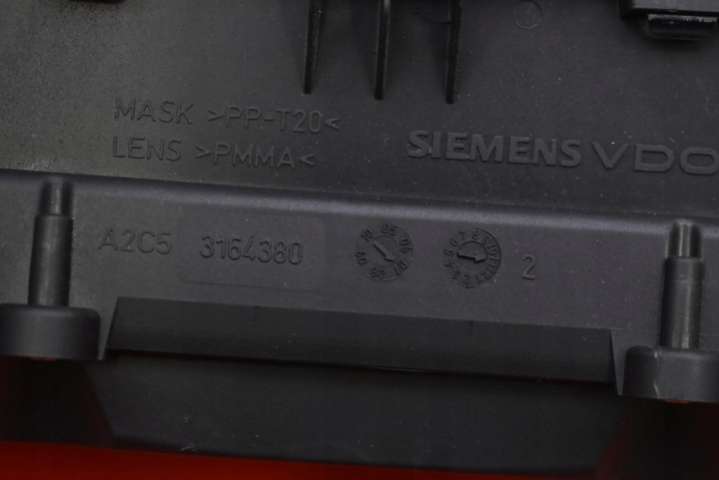 MASK >PP-T20<
LENS >PMMA<
SIEMENS VDO
A2C5 3164380
2